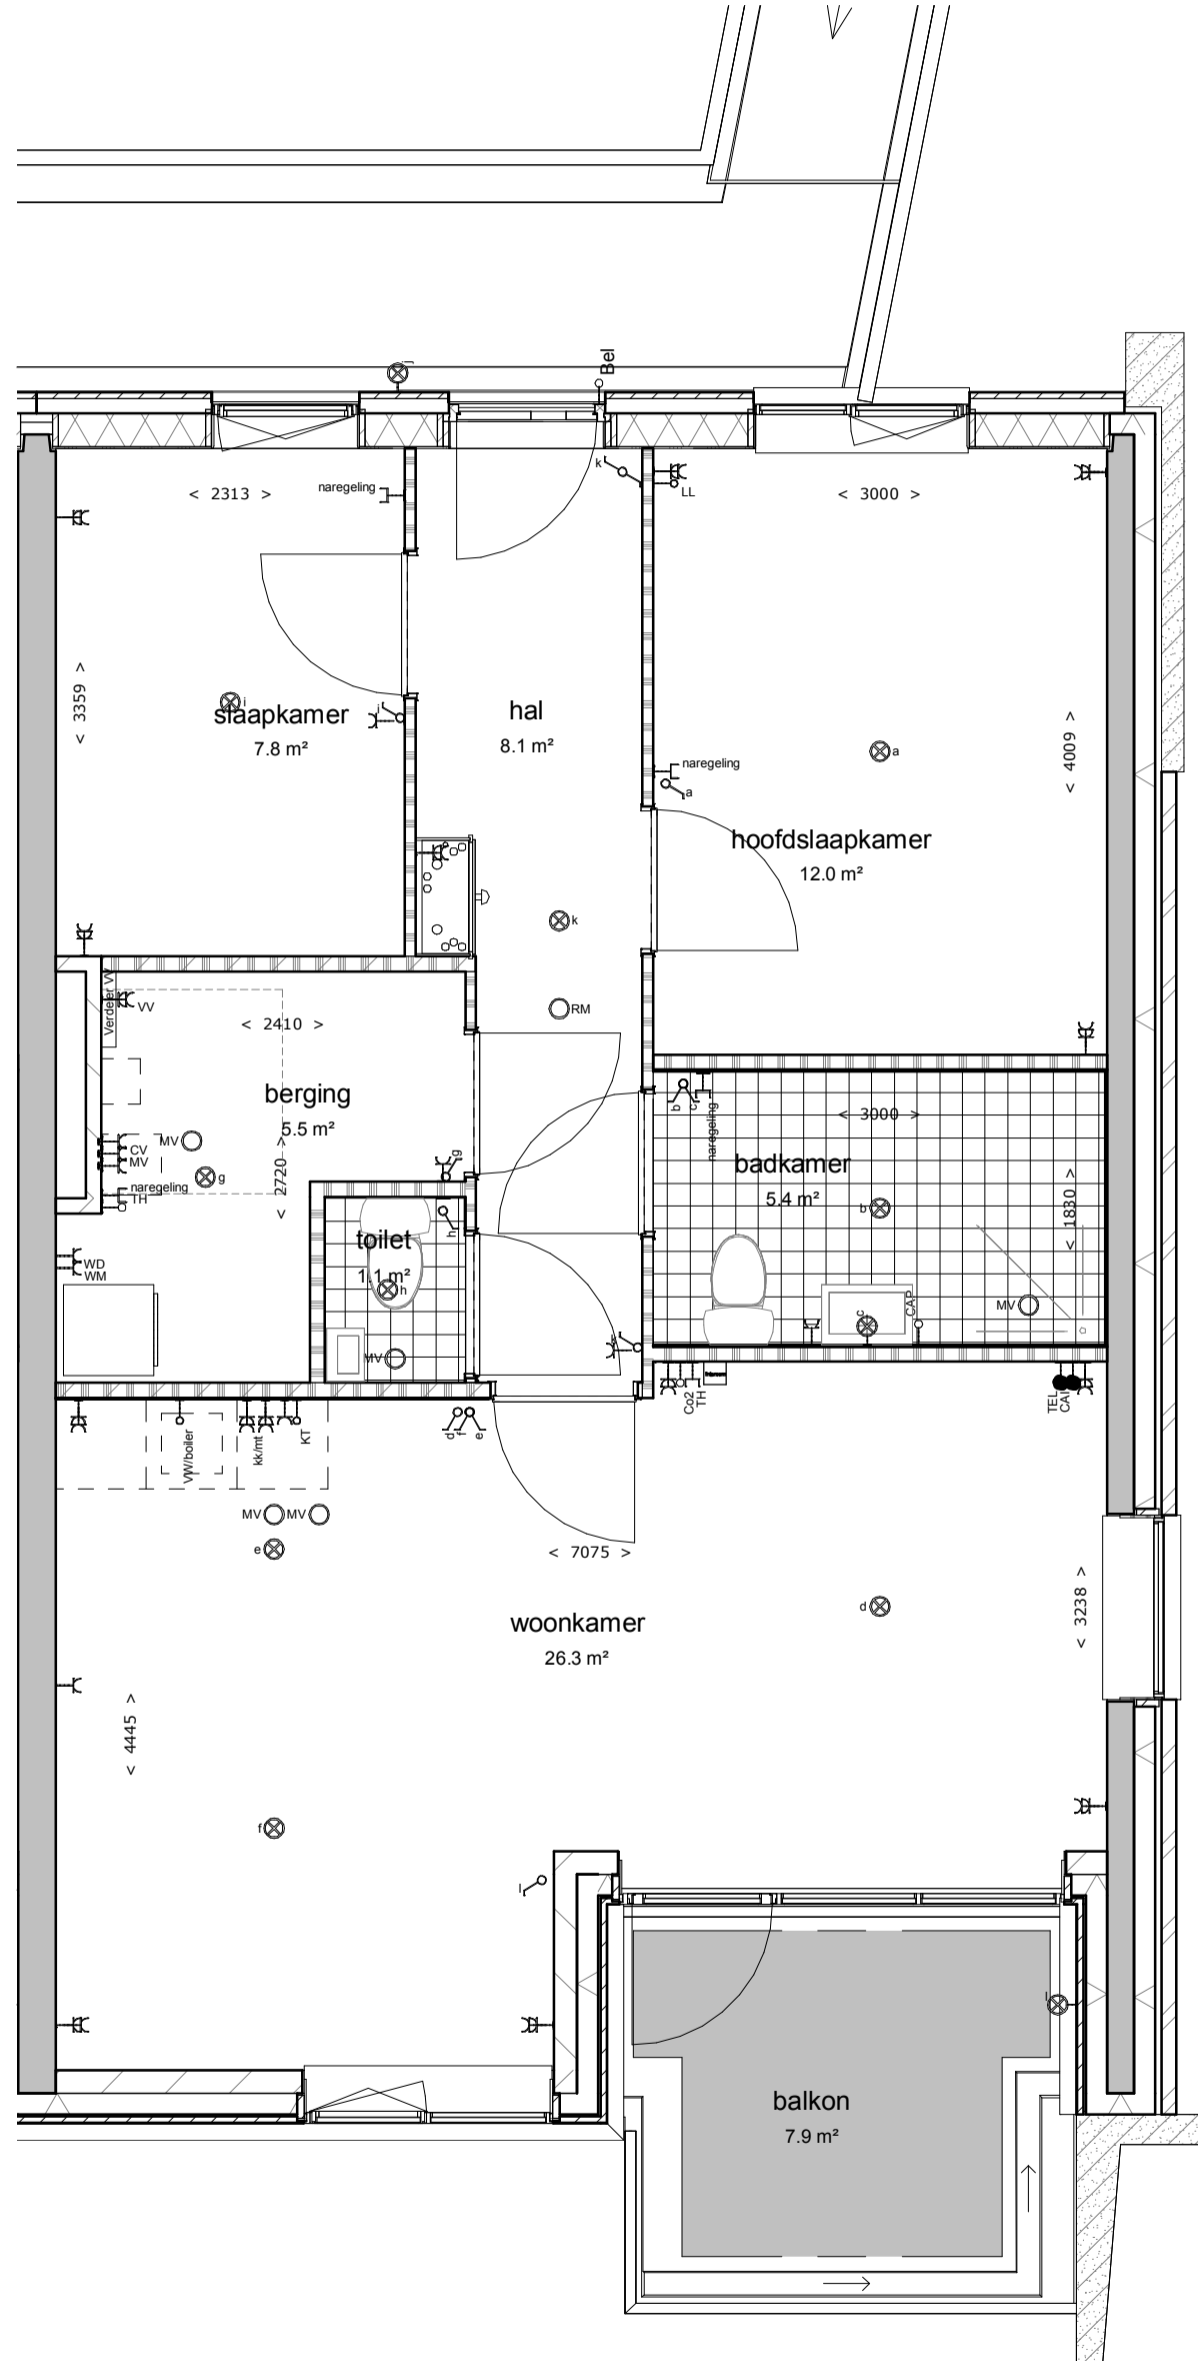 j
Bel
k
LL
< 2313 >
naregeling
< 3000 >
< 3359 >
i
slaapkamer
7.8 m²
i
hal
8.1 m²
a
< 4009 >
naregeling
a
hoofdslaapkamer
12.0 m²
k
RM
Verdeler VV
VV
< 2410 >
berging
5.5 m²
MV
CV
MV
g
naregeling
TH
< 2720 >
g
WD
WM
toilet
1.1 m²
h
h
MV
b
c
naregeling
< 3000 >
badkamer
5.4 m²
b
< 1830 >
c
CAP
MV
k
Co2
TH
TEL
CAI
VW/boiler
kk/mt
KT
d
f
e
MV
MV
e
< 7075 >
d
< 3238 >
woonkamer
26.3 m²
< 4445 >
f
l
l
balkon
7.9 m²